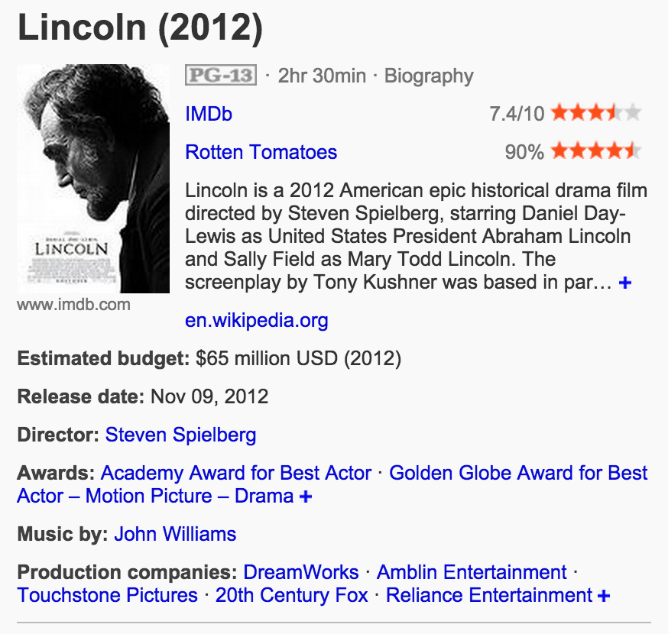 Lincoln (2012)
PG-13 · 2hr 30min · Biography
IMDb 7.4/10
Rotten Tomatoes 90%
Lincoln is a 2012 American epic historical drama film
directed by Steven Spielberg, starring Daniel Day-
Lewis as United States President Abraham Lincoln
and Sally Field as Mary Todd Lincoln. The
screenplay by Tony Kushner was based in par... +
DANIEL DAY-LEWIS
LINCOLN
NOVEMBER
www.imdb.com
en.wikipedia.org
Estimated budget: $65 million USD (2012)
Release date: Nov 09, 2012
Director: Steven Spielberg
Awards: Academy Award for Best Actor · Golden Globe Award for Best
Actor – Motion Picture – Drama +
Music by: John Williams
Production companies: DreamWorks · Amblin Entertainment ·
Touchstone Pictures · 20th Century Fox · Reliance Entertainment +